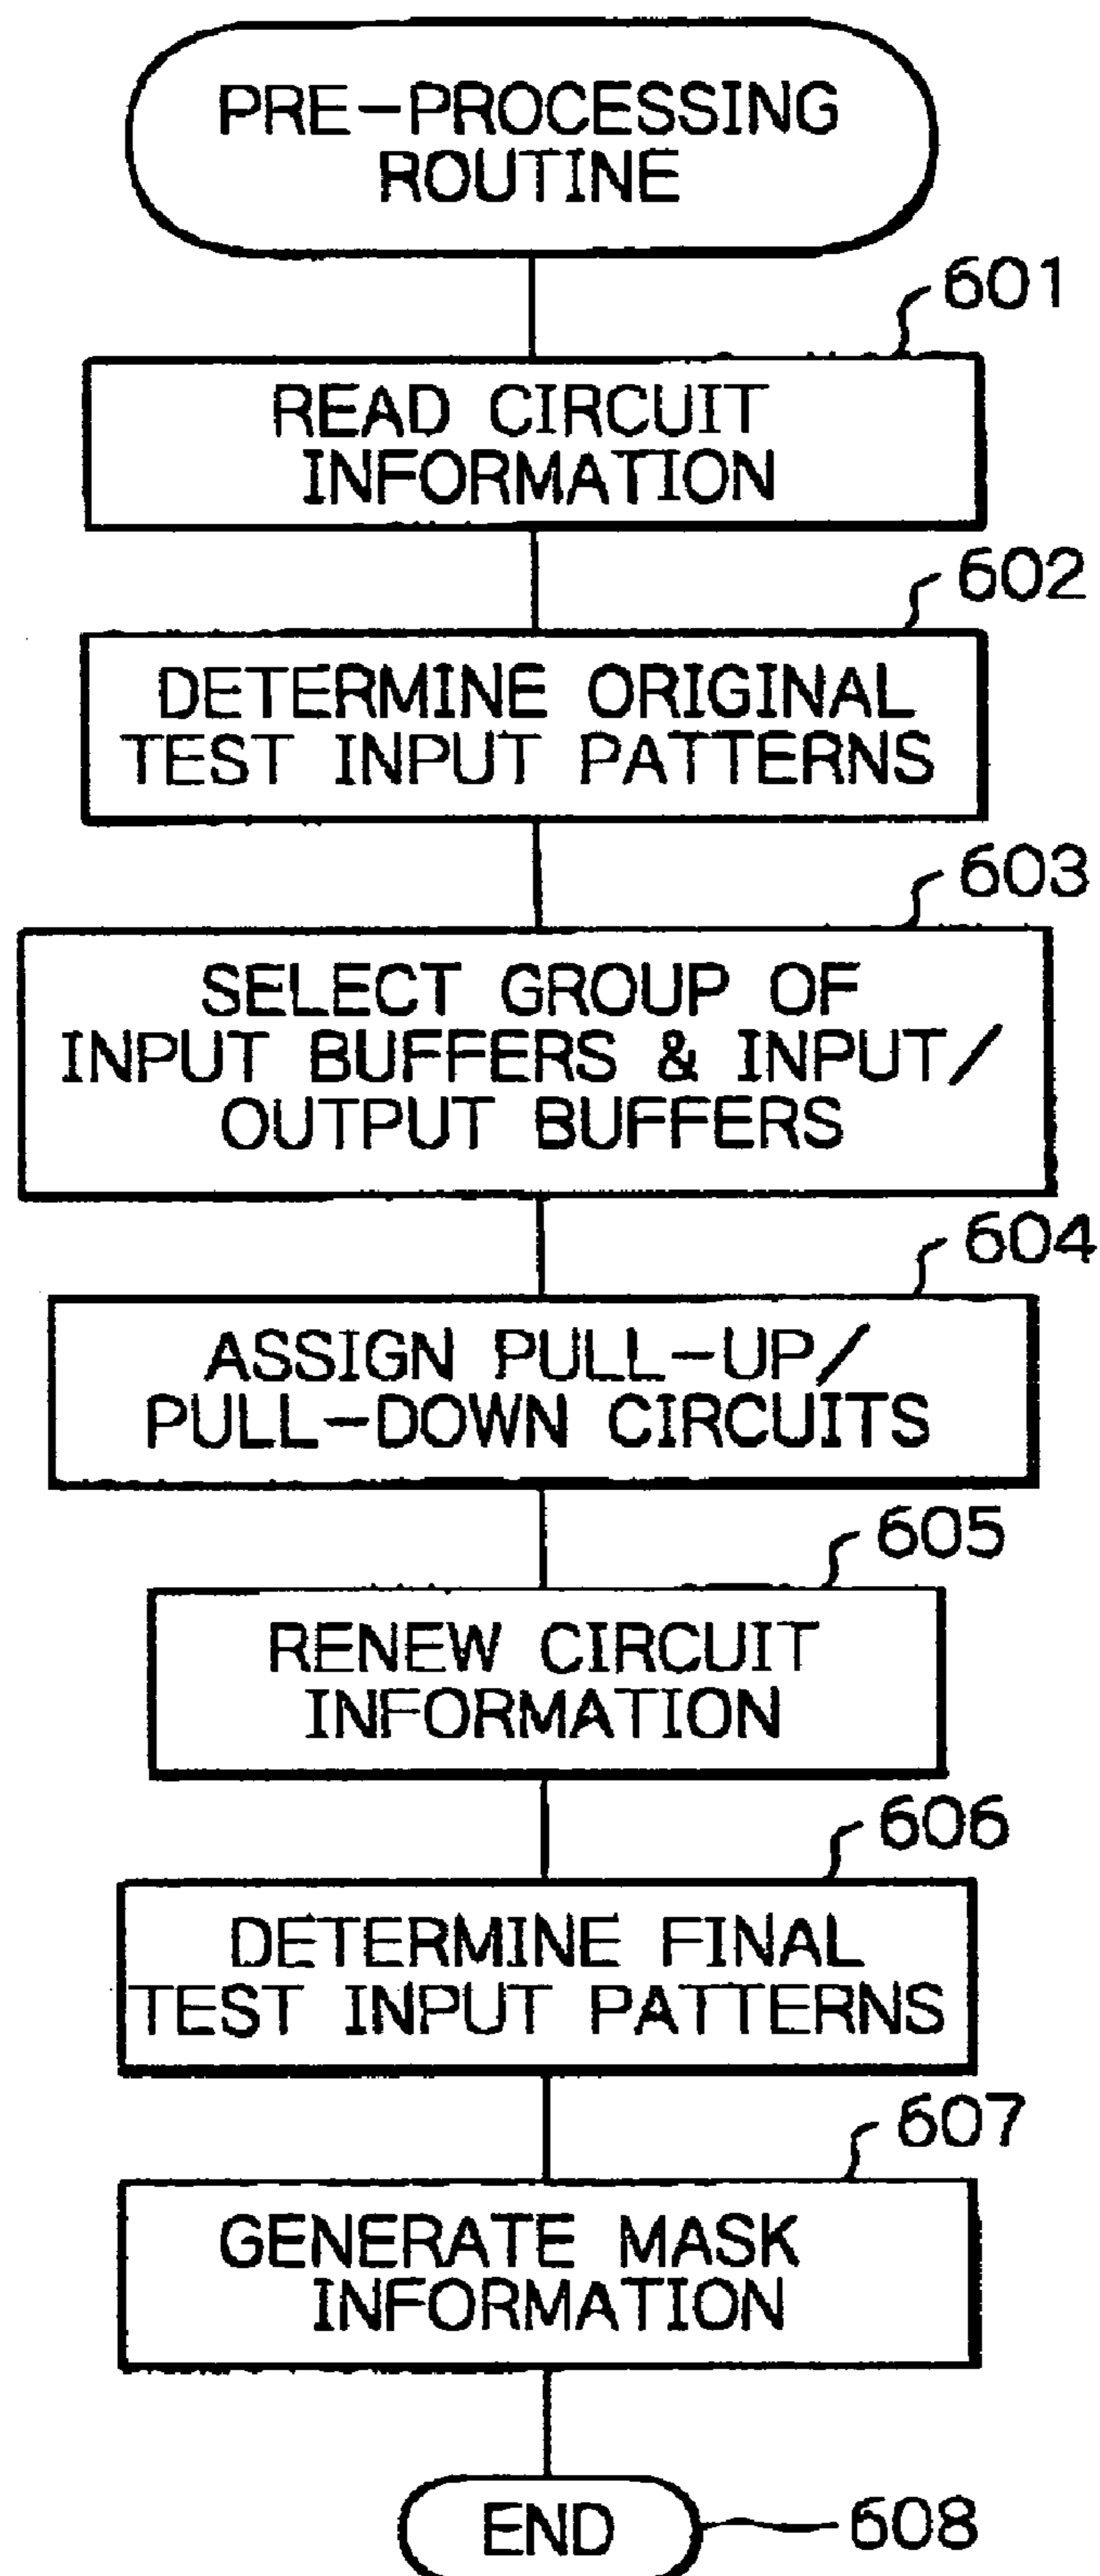 PRE-PROCESSING
ROUTINE
601
READ CIRCUIT
INFORMATION
602
DETERMINE ORIGINAL
TEST INPUT PATTERNS
603
SELECT GROUP OF
INPUT BUFFERS & INPUT/
OUTPUT BUFFERS
604
ASSIGN PULL-UP/
PULL-DOWN CIRCUITS
605
RENEW CIRCUIT
INFORMATION
606
DETERMINE FINAL
TEST INPUT PATTERNS
607
GENERATE MASK
INFORMATION
END
608